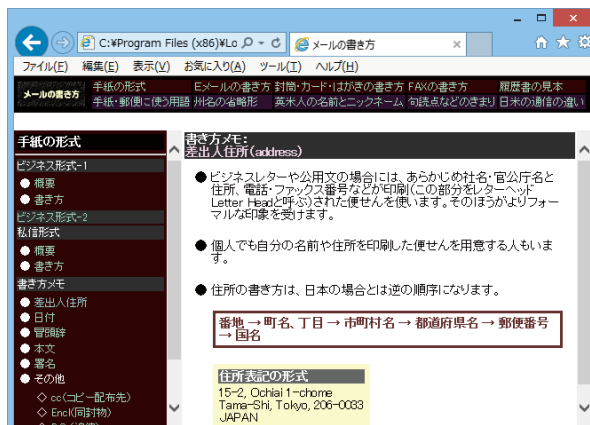 C:¥Program Files (x86)¥Lo
メールの書き方
ファイル(F) 編集(E) 表示(V) お気に入り(A) ツール(T) ヘルプ(H)
メールの書き方
手紙の形式 Eメールの書き方 封筒・カード・はがきの書き方 FAXの書き方 履歴書の見本
手紙・郵便に使う用語 州名の省略形 英米人の名前とニックネーム 句読点などのきまり 日米の通信の違い
手紙の形式
ビジネス形式-1
● 概要
● 書き方
ビジネス形式-2
私信形式
● 概要
● 書き方
書き方メモ
● 差出人住所
● 日付
● 冒頭辞
● 本文
● 署名
● その他
◇ cc(コピー配布先)
◇ Encl(同封物)
書き方メモ:
差出人住所(address)
● ビジネスレターや公用文の場合には、あらかじめ社名・官公庁名と
住所、電話・ファックス番号などが印刷(この部分をレターヘッド
Letter Headと呼ぶ)された便せんを使います。そのほうがよりフォー
マルな印象を受けます。
● 個人でも自分の名前や住所を印刷した便せんを用意する人もいま
す。
● 住所の書き方は、日本の場合とは逆の順序になります。
番地 → 町名、丁目 → 市町村名 → 都道府県名 → 郵便番号
→ 国名
住所表記の形式
15-2, Ochiai 1-chome
Tama-Shi, Tokyo, 206-0033
JAPAN